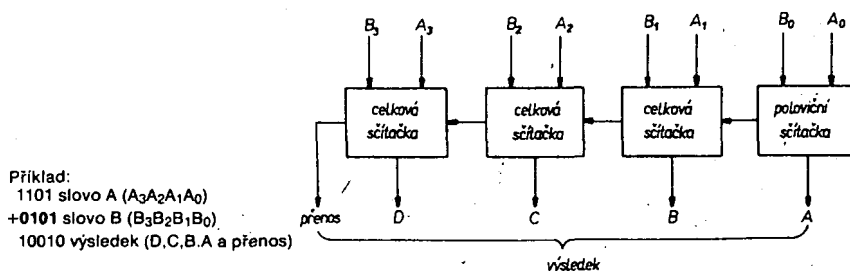 B₃ A₃ B₂ A₂ B₁ A₁ B₀ A₀
celková sčítačka
celková sčítačka
celková sčítačka
poloviční sčítačka
Příklad:
1101 slovo A (A₃A₂A₁A₀)
+0101 slovo B (B₃B₂B₁B₀)
10010 výsledek (D,C,B.A a přenos)
přenos D C B A
výsledek